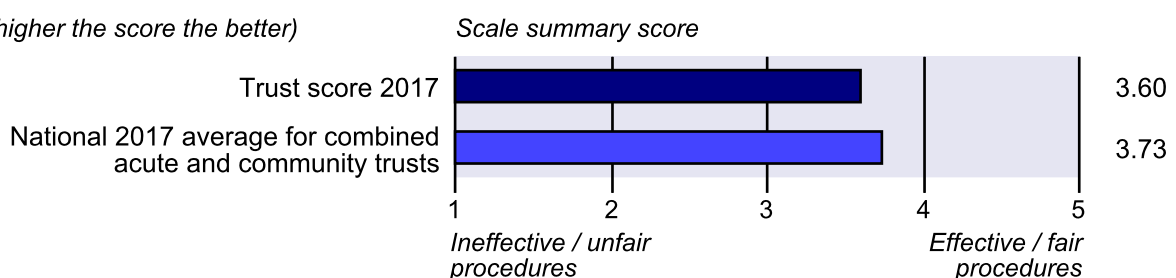 higher the score the better)
Scale summary score
Trust score 2017
3.60
National 2017 average for combined
acute and community trusts
3.73
1 2 3 4 5
Ineffective / unfair
procedures
Effective / fair
procedures